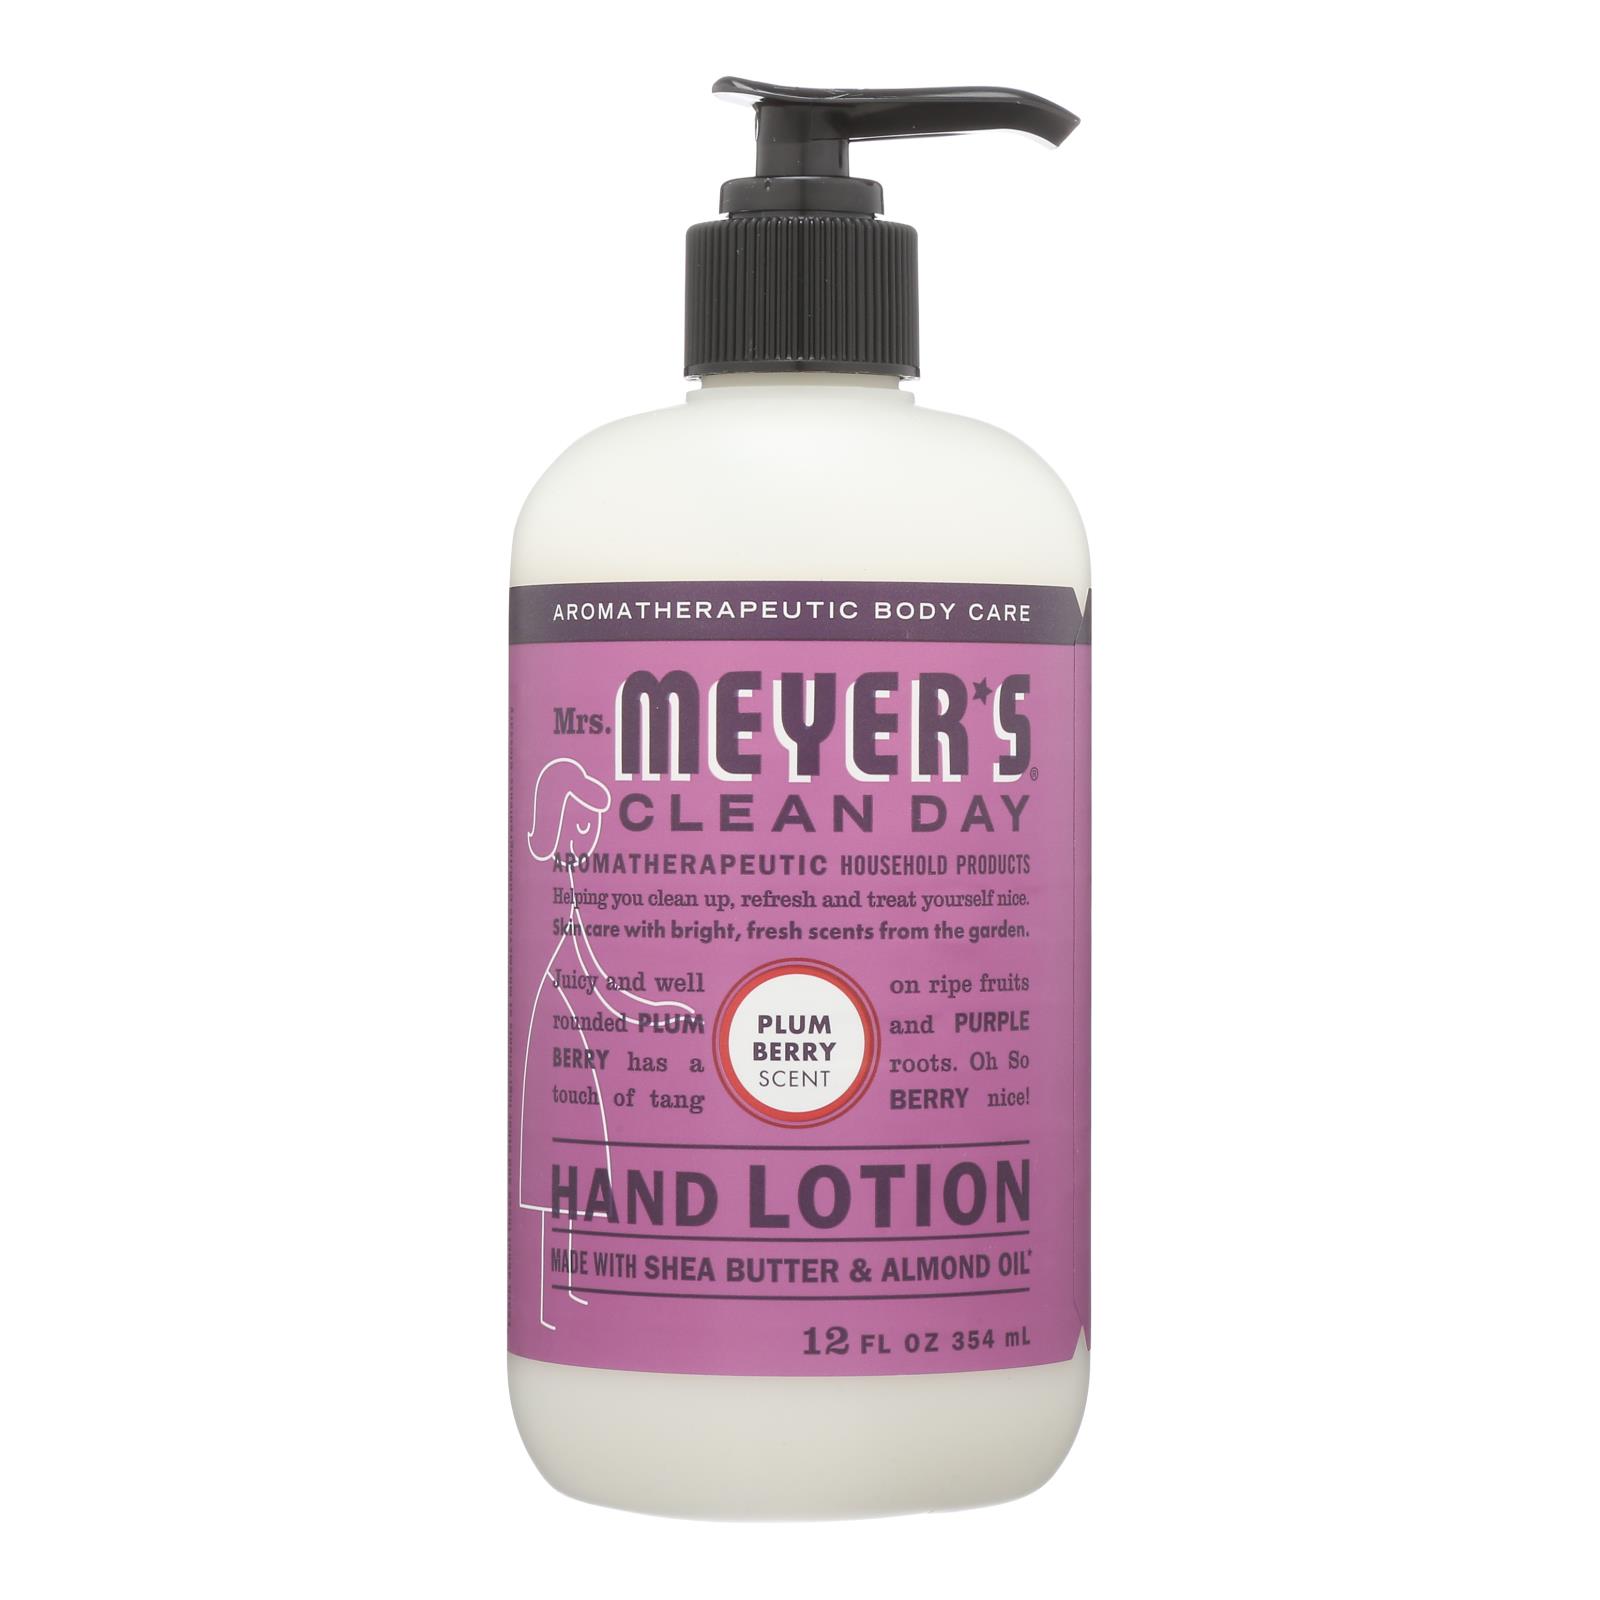 AROMATHERAPEUTIC BODY CARE
Mrs. MEYER'S®
CLEAN DAY
AROMATHERAPEUTIC HOUSEHOLD PRODUCTS
Helping you clean up, refresh and treat yourself nice.
Skin care with bright, fresh scents from the garden.
Juicy and well
rounded PLUM
BERRY has a
touch of tang
PLUM
BERRY
SCENT
on ripe fruits
and PURPLE
roots. Oh So
BERRY nice!
HAND LOTION
MADE WITH SHEA BUTTER & ALMOND OIL*
12 FL OZ 354 mL